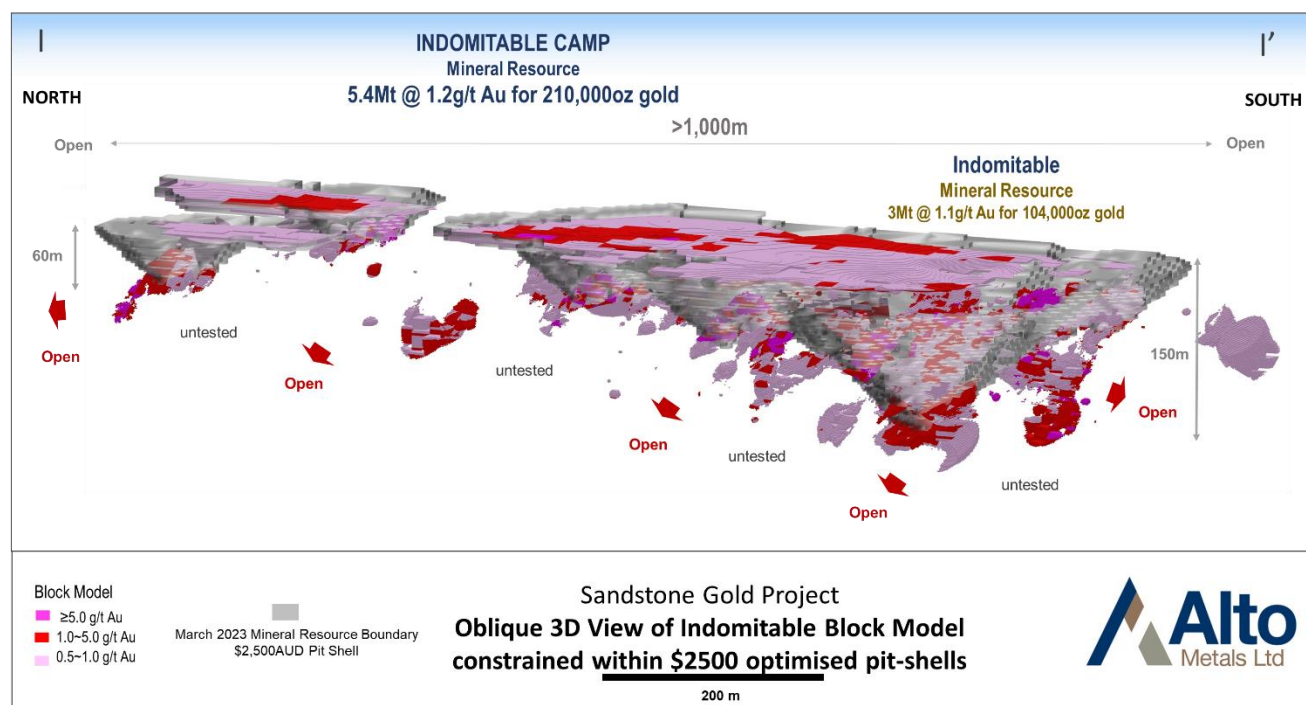 I
I’
INDOMITABLE CAMP
Mineral Resource
5.4Mt @ 1.2g/t Au for 210,000oz gold
NORTH
SOUTH
>1,000m
Open
Open
Indomitable
Mineral Resource
3Mt @ 1.1g/t Au for 104,000oz gold
60m
150m
untested
Open
Open
untested
Open
Open
untested
untested
Open
Block Model
≥5.0 g/t Au
1.0~5.0 g/t Au
0.5~1.0 g/t Au
March 2023 Mineral Resource Boundary
$2,500AUD Pit Shell
Sandstone Gold Project
Oblique 3D View of Indomitable Block Model
constrained within $2500 optimised pit-shells
200 m
Alto
Metals Ltd